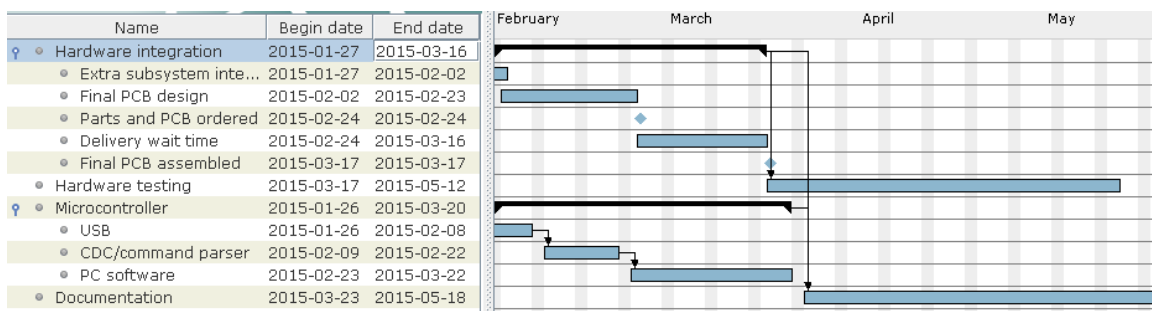 Name Begin date End date February March April May
Hardware integration 2015-01-27 2015-03-16
Extra subsystem inte... 2015-01-27 2015-02-02
Final PCB design 2015-02-02 2015-02-23
Parts and PCB ordered 2015-02-24 2015-02-24
Delivery wait time 2015-02-24 2015-03-16
Final PCB assembled 2015-03-17 2015-03-17
Hardware testing 2015-03-17 2015-05-12
Microcontroller 2015-01-26 2015-03-20
USB 2015-01-26 2015-02-08
CDC/command parser 2015-02-09 2015-02-22
PC software 2015-02-23 2015-03-22
Documentation 2015-03-23 2015-05-18